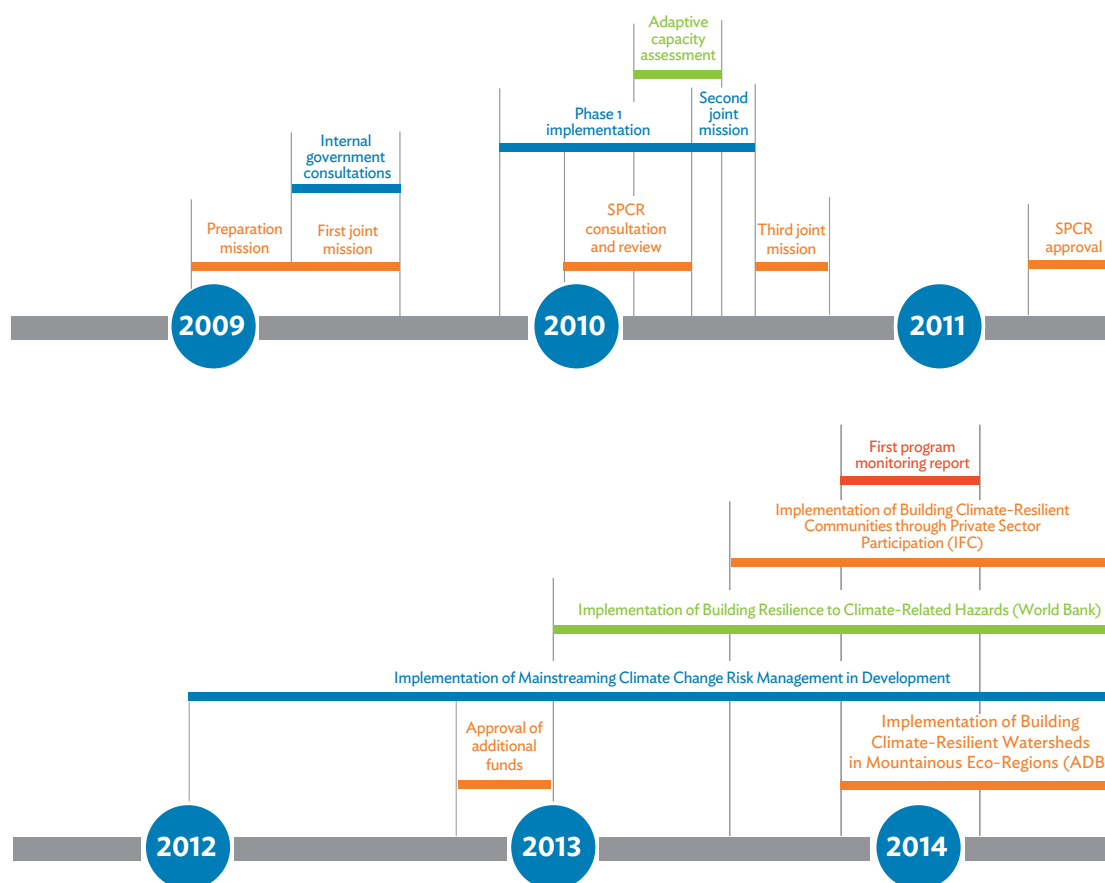 Adaptive
capacity
assessment
Phase 1
implementation
Second
joint
mission
Internal
government
consultations
Preparation
mission
First joint
mission
SPCR
consultation
and review
Third joint
mission
SPCR
approval
2009
2010
2011
First program
monitoring report
Implementation of Building Climate-Resilient
Communities through Private Sector
Participation (IFC)
Implementation of Building Resilience to Climate-Related Hazards (World Bank)
Implementation of Mainstreaming Climate Change Risk Management in Development
Approval of
additional
funds
Implementation of Building
Climate-Resilient Watersheds
in Mountainous Eco-Regions (ADB
2012
2013
2014